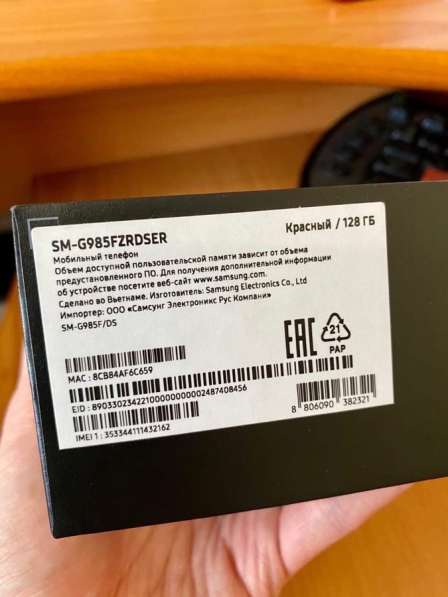 SM-G985FZRDSER
Красный / 128 ГБ
Мобильный телефон
Объем доступной пользовательской памяти зависит от объема
предустановленного ПО. Для получения дополнительной информации
об устройстве посетите веб-сайт www.samsung.com.
Сделано во Вьетнаме. Изготовитель: Samsung Electronics Co., Ltd
Импортер: ООО «Самсунг Электроникс Рус Компани»
SM-G985F/DS
EAC
21
PAP
MAC : 8CB84AF6C659
EID : 89033023422100000000002487408456
IMEI 1 : 353344111432162
8 806090 382321